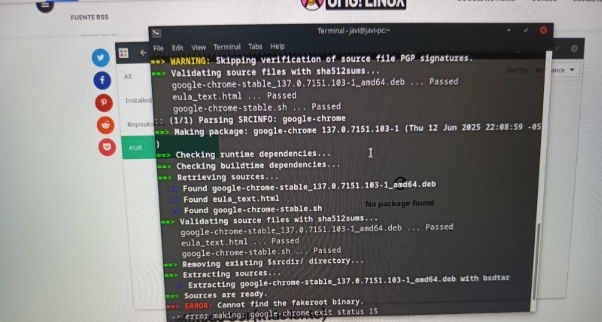 OMG! LINUX
FUENTE RSS
Terminal - javi@javi-pc:~
File Edit View Terminal Tabs Help
==> WARNING: Skipping verification of source file PGP signatures.
==> Validating source files with sha512sums...
google-chrome-stable_137.0.7151.103-1_amd64.deb ... Passed
eula_text.html ... Passed
google-chrome-stable.sh ... Passed
:: (1/1) Parsing SRCINFO: google-chrome
==> Making package: google-chrome 137.0.7151.103-1 (Thu 12 Jun 2025 22:08:59 -05
)
==> Checking runtime dependencies...
==> Checking buildtime dependencies...
==> Retrieving sources...
-> Found google-chrome-stable_137.0.7151.103-1_amd64.deb
-> Found eula_text.html
-> Found google-chrome-stable.sh
==> Validating source files with sha512sums...
google-chrome-stable_137.0.7151.103-1_amd64.deb ... Passed
eula_text.html ... Passed
google-chrome-stable.sh ... Passed
==> Removing existing $srcdir/ directory...
==> Extracting sources...
-> Extracting google-chrome-stable_137.0.7151.103-1_amd64.deb with bsdtar
==> Sources are ready.
==> ERROR: Cannot find the fakeroot binary.
-> error making: google-chrome-exit status 15
All
Installed
AUR
Sort by
No package found